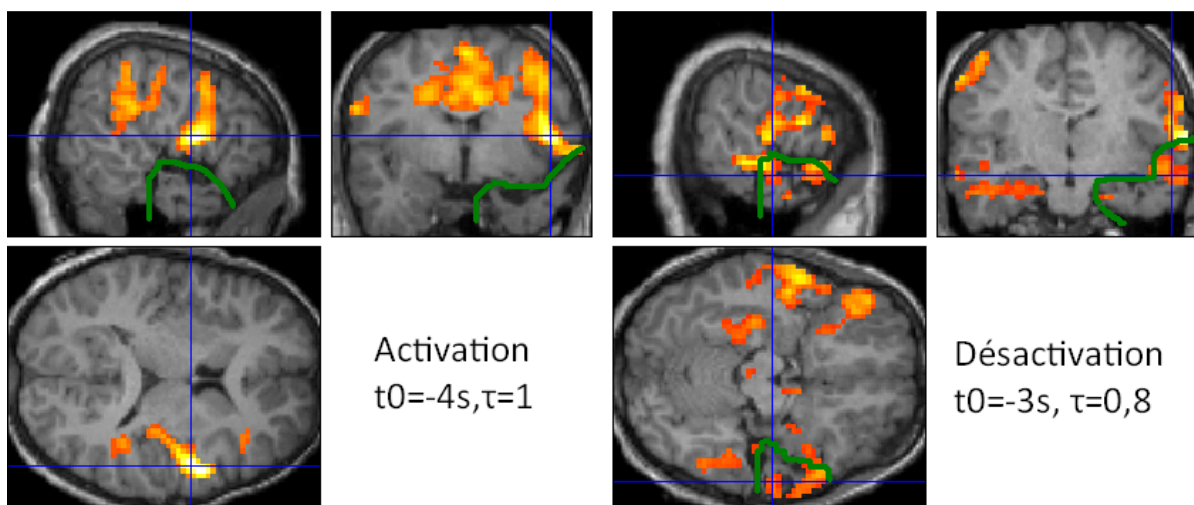 Activation
t0=-4s,τ=1
Désactivation
t0=-3s, τ=0,8